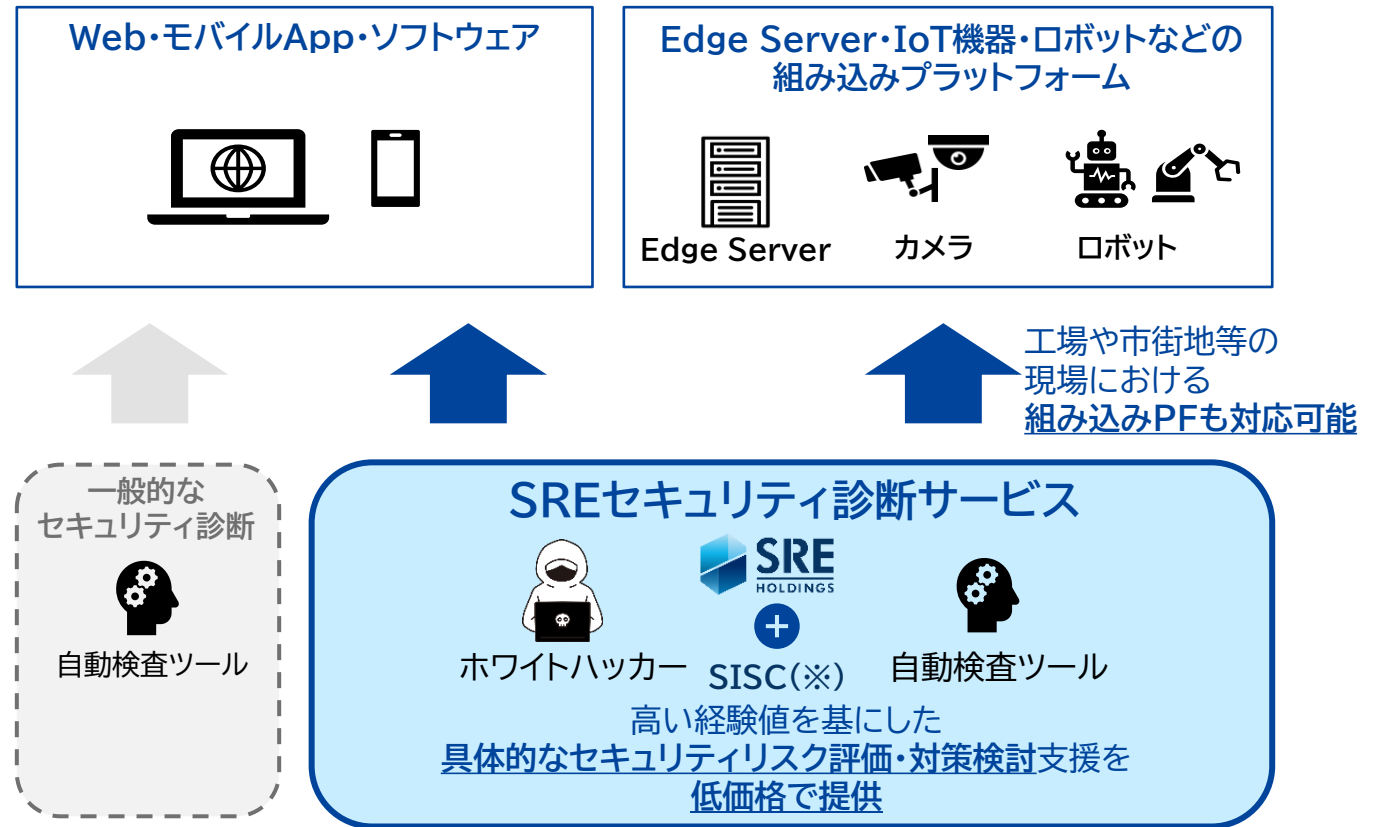 Web・モバイルApp・ソフトウェア
Edge Server・IoT機器・ロボットなどの
組み込みプラットフォーム
Edge Server
カメラ
ロボット
工場や市街地等の
現場における
組み込みPFも対応可能
一般的な
セキュリティ診断
自動検査ツール
SREセキュリティ診断サービス
SRE
HOLDINGS
ホワイトハッカー
SISC(※)
自動検査ツール
高い経験値を基にした
具体的なセキュリティリスク評価・対策検討支援を
低価格で提供